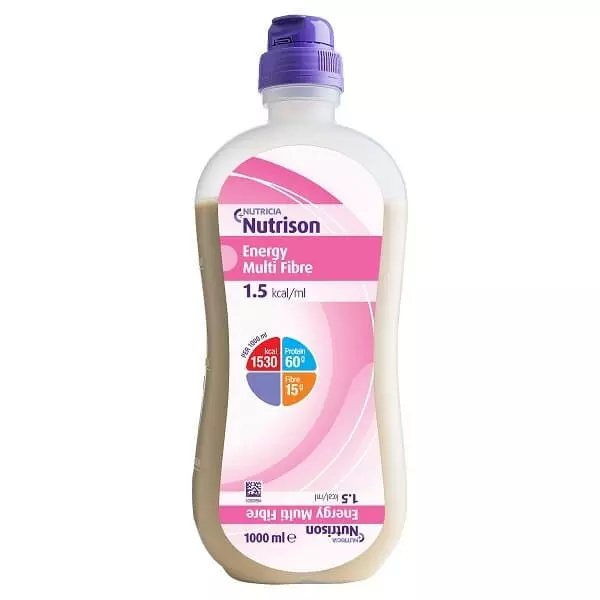 NUTRICIA
Nutrison
Energy
Multi Fibre
1.5 kcal/ml
PER 1000 ml
kcal
1530
Protein
60g
Fibre
15g
1.5 kcal/ml
Energy Multi Fibre
Nutrison
NUTRICIA
1000 ml ℮